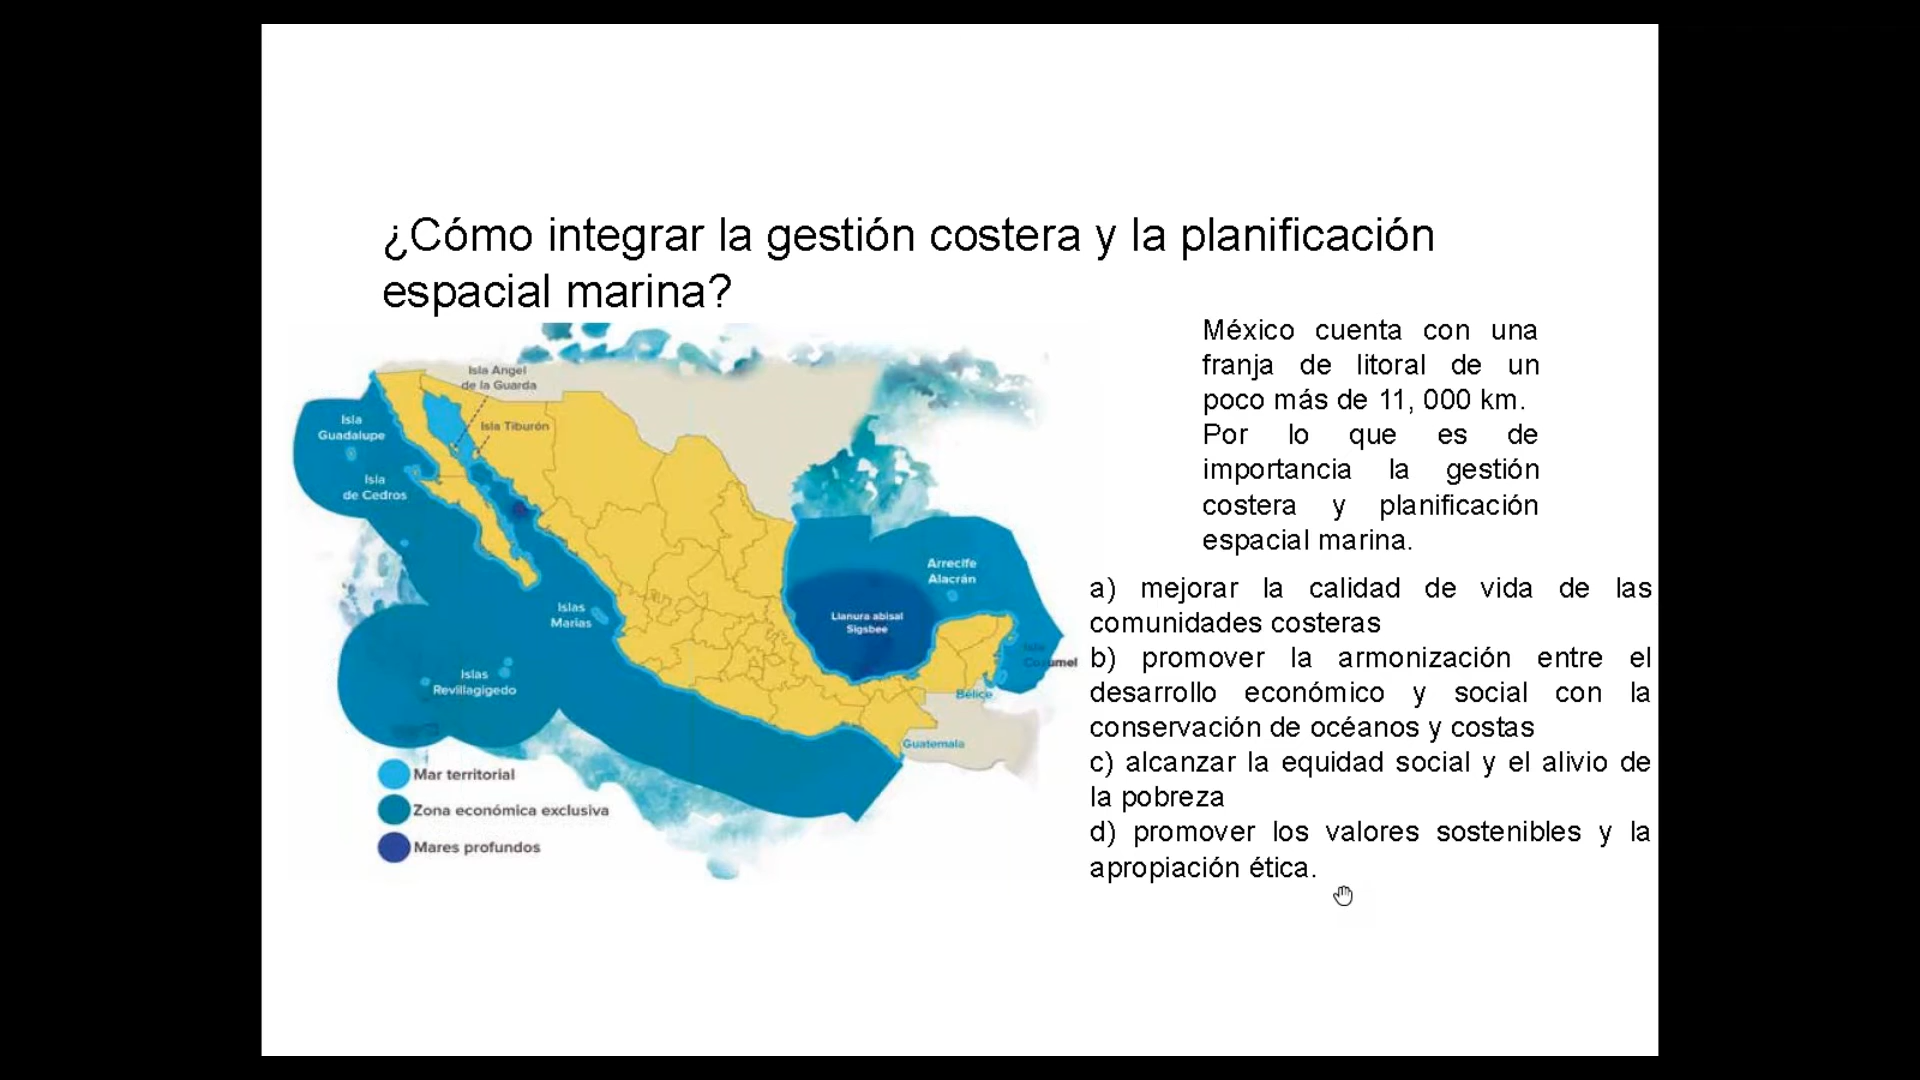 ¿Cómo integrar la gestión costera y la planificación
espacial marina?
México cuenta con una
franja de litoral de un
poco más de 11, 000 km.
Por lo que es de
importancia la gestión
costera y planificación
espacial marina.
a) mejorar la calidad de vida de las
comunidades costeras
b) promover la armonización entre el
desarrollo económico y social con la
conservación de océanos y costas
c) alcanzar la equidad social y el alivio de
la pobreza
d) promover los valores sostenibles y la
apropiación ética.
Isla Angel
de la Guarda
Isla Tiburón
Isla
Guadalupe
Isla
de Cedros
Arrecife
Alacrán
Llanura abisal
Sigsbee
Islas
Marías
Isla
Cozumel
Islas
Revillagigedo
Belice
Guatemala
Mar territorial
Zona económica exclusiva
Mares profundos